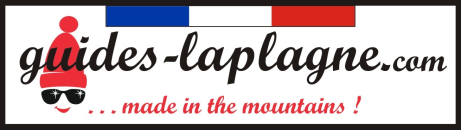 guides-laplagne.com
... made in the mountains !